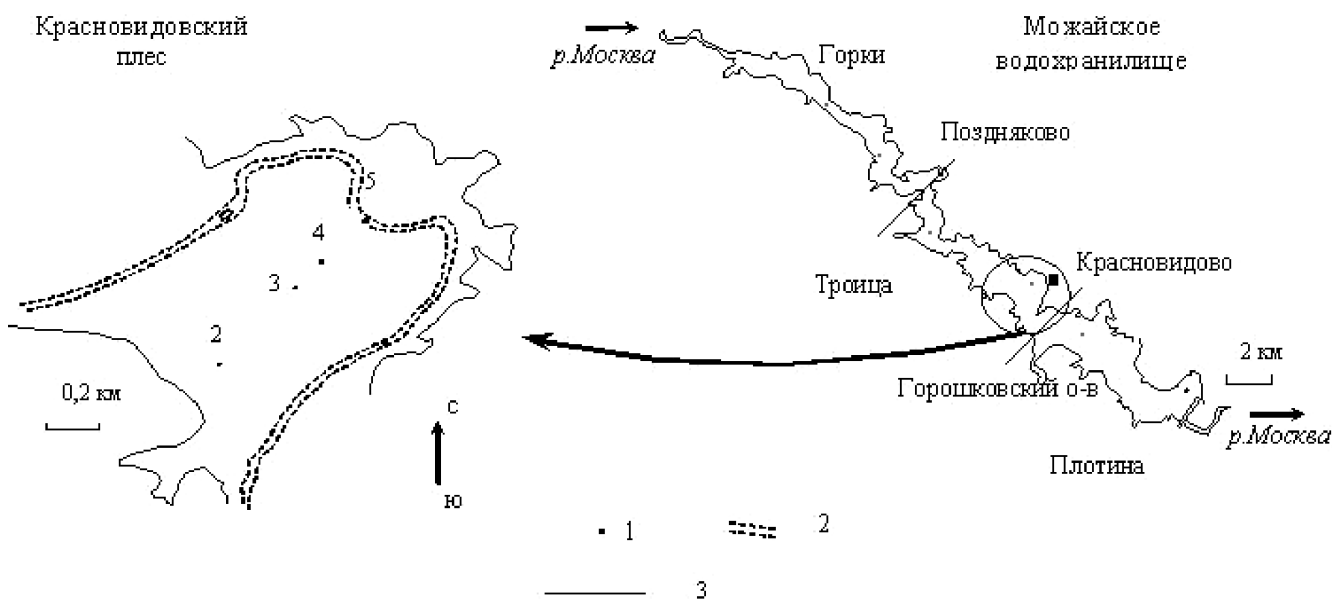 Красновидовский
плес
р.Москва
Горки
Можайское
водохранилище
Поздняково
5
4
3
Красновидово
Троица
2
2 км
0,2 км
Горошковский о-в
с
р.Москва
Плотина
ю
1
2
3